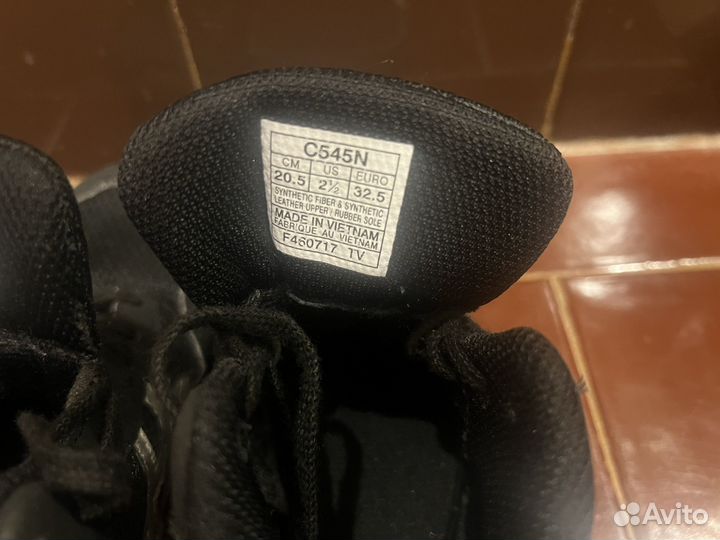 C545N
CM US EURO
20.5 2½ 32.5
SYNTHETIC FIBER & SYNTHETIC
LEATHER UPPER / RUBBER SOLE
MADE IN VIETNAM
FABRIQUE AU VIETNAM
F460717 TV
Avito